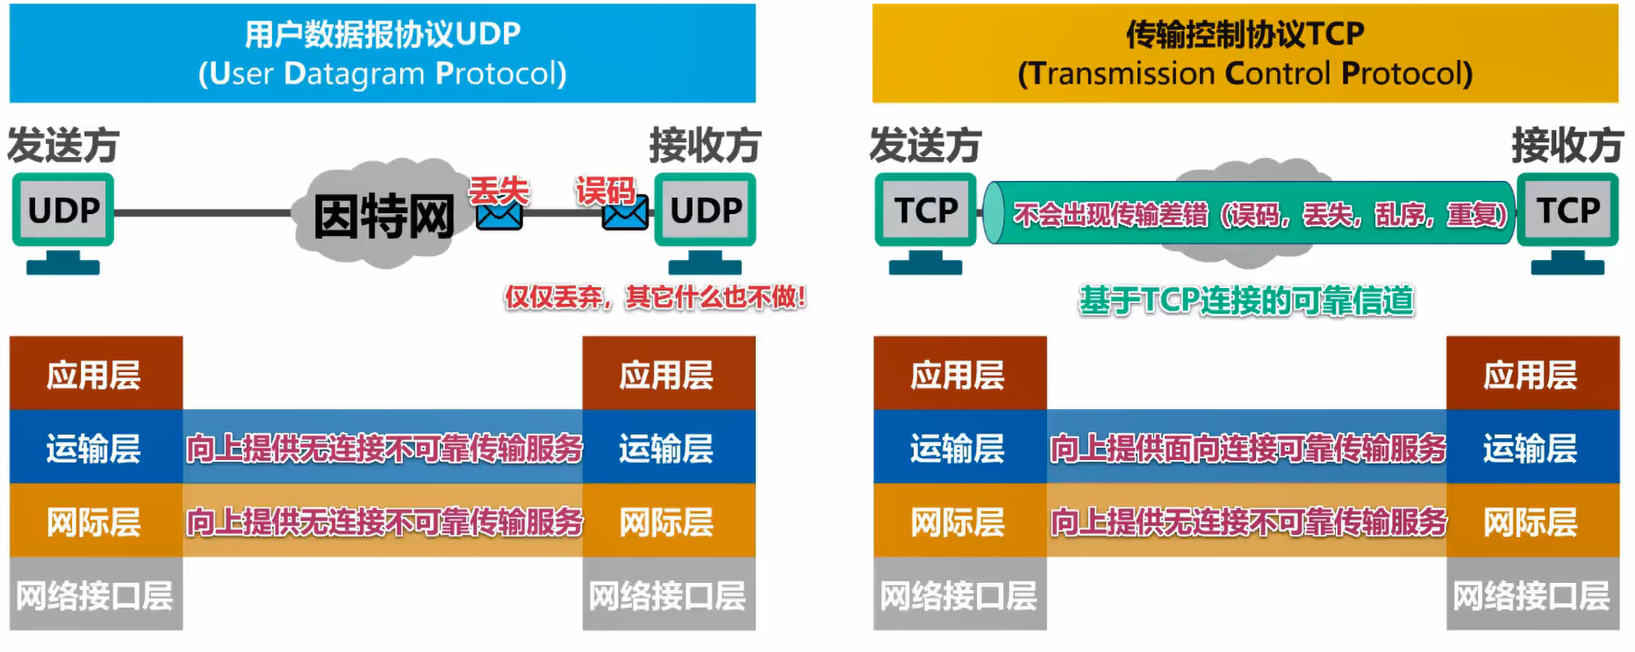 用户数据报协议UDP
(User Datagram Protocol)
发送方
接收方
UDP
因特网
丢失
误码
UDP
仅仅丢弃，其它什么也不做！
应用层
应用层
运输层
向上提供无连接不可靠传输服务
运输层
网际层
向上提供无连接不可靠传输服务
网际层
网络接口层
网络接口层
传输控制协议TCP
(Transmission Control Protocol)
发送方
接收方
TCP
不会出现传输差错（误码，丢失，乱序，重复）
TCP
基于TCP连接的可靠信道
应用层
应用层
运输层
向上提供面向连接可靠传输服务
运输层
网际层
向上提供无连接不可靠传输服务
网际层
网络接口层
网络接口层